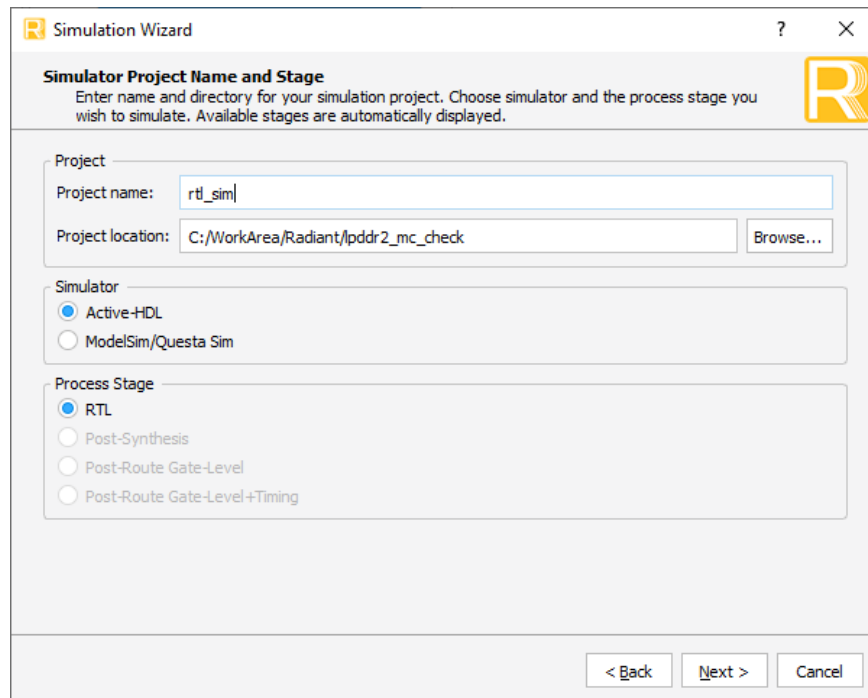 R Simulation Wizard ? ×
Simulator Project Name and Stage
Enter name and directory for your simulation project. Choose simulator and the process stage you
wish to simulate. Available stages are automatically displayed.
R
Project
Project name: rtl_sim
Project location: C:/WorkArea/Radiant/lpddr2_mc_check Browse...
Simulator
Active-HDL
ModelSim/Questa Sim
Process Stage
RTL
Post-Synthesis
Post-Route Gate-Level
Post-Route Gate-Level+Timing
< Back Next > Cancel